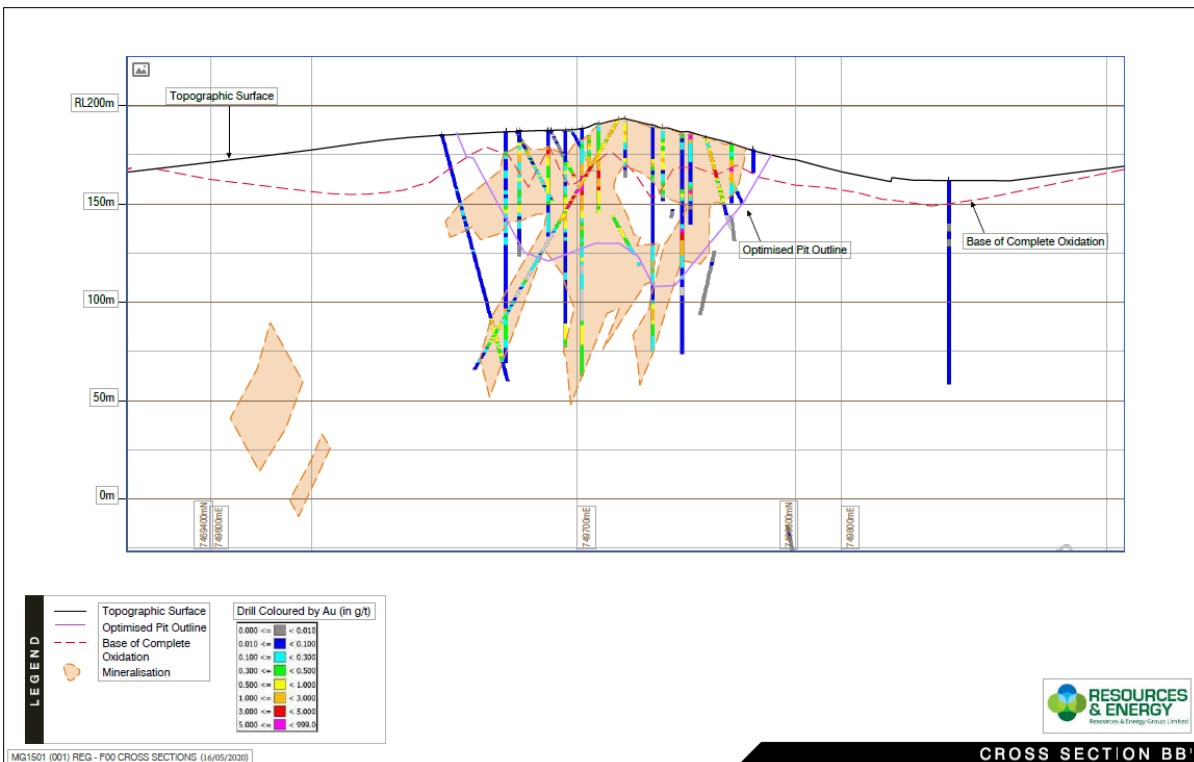 Topographic Surface
RL200m
150m
100m
50m
0m
Optimised Pit Outline
Base of Complete Oxidation
749600mE
749700mE
749800mE
LEGEND
Topographic Surface
Optimised Pit Outline
Base of Complete
Oxidation
Mineralisation
Drill Coloured by Au (in g/t)
0.000 <= < 0.010
0.010 <= < 0.100
0.100 <= < 0.300
0.300 <= < 0.500
0.500 <= < 1.000
1.000 <= < 3.000
3.000 <= < 5.000
5.000 <= < 999.0
RESOURCES
& ENERGY
Resources & Energy Group Limited
MG1501 (001) REG - F00 CROSS SECTIONS (16/05/2020)
CROSS SECTION BB'